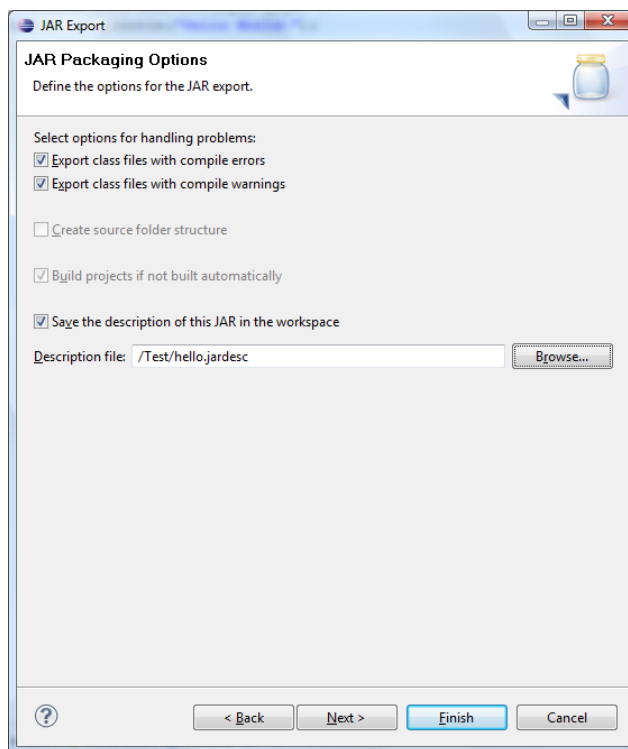 JAR Export
JAR Packaging Options
Define the options for the JAR export.
Select options for handling problems:
Export class files with compile errors
Export class files with compile warnings
Create source folder structure
Build projects if not built automatically
Save the description of this JAR in the workspace
Description file: /Test/hello.jardesc Browse...
< Back Next > Finish Cancel